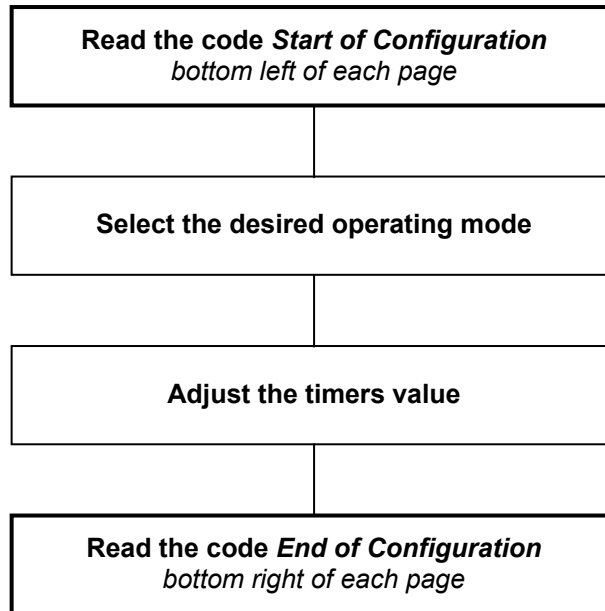 Read the code Start of Configuration
bottom left of each page
Select the desired operating mode
Adjust the timers value
Read the code End of Configuration
bottom right of each page